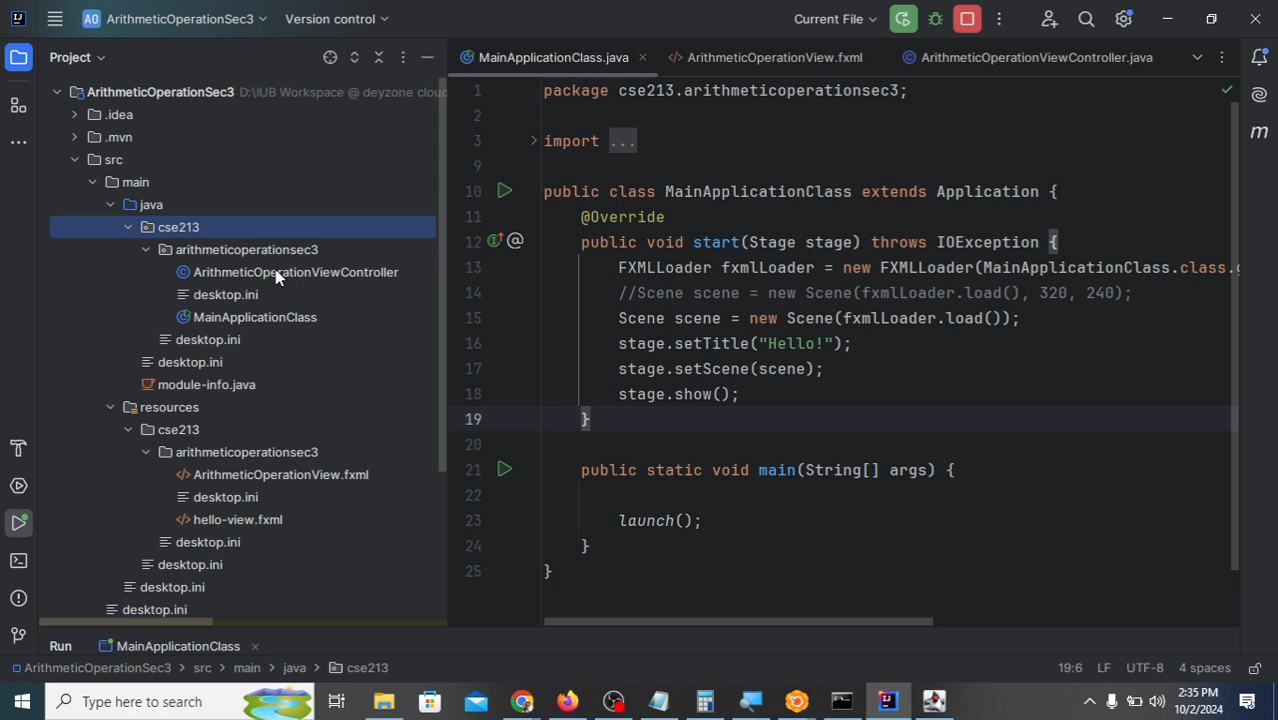 AO ArithmeticOperationSec3 Version control Current File
Project
ArithmeticOperationSec3 D:\IUB Workspace @ deyzone cloud
.idea
.mvn
src
main
java
cse213
arithmeticoperationsec3
ArithmeticOperationViewController
desktop.ini
MainApplicationClass
desktop.ini
desktop.ini
module-info.java
resources
cse213
arithmeticoperationsec3
ArithmeticOperationView.fxml
desktop.ini
hello-view.fxml
desktop.ini
desktop.ini
desktop.ini
desktop.ini
MainApplicationClass.java ArithmeticOperationView.fxml ArithmeticOperationViewController.java
1 package cse213.arithmeticoperationsec3;
2
3 import ...
9
10 public class MainApplicationClass extends Application {
11 @Override
12 public void start(Stage stage) throws IOException {
13 FXMLLoader fxmlLoader = new FXMLLoader(MainApplicationClass.class.g
14 //Scene scene = new Scene(fxmlLoader.load(), 320, 240);
15 Scene scene = new Scene(fxmlLoader.load());
16 stage.setTitle("Hello!");
17 stage.setScene(scene);
18 stage.show();
19 }
20
21 public static void main(String[] args) {
22
23 launch();
24 }
25 }
Run MainApplicationClass
ArithmeticOperationSec3 > src > main > java > cse213 19:6 LF UTF-8 4 spaces
Type here to search
2:35 PM
10/2/2024